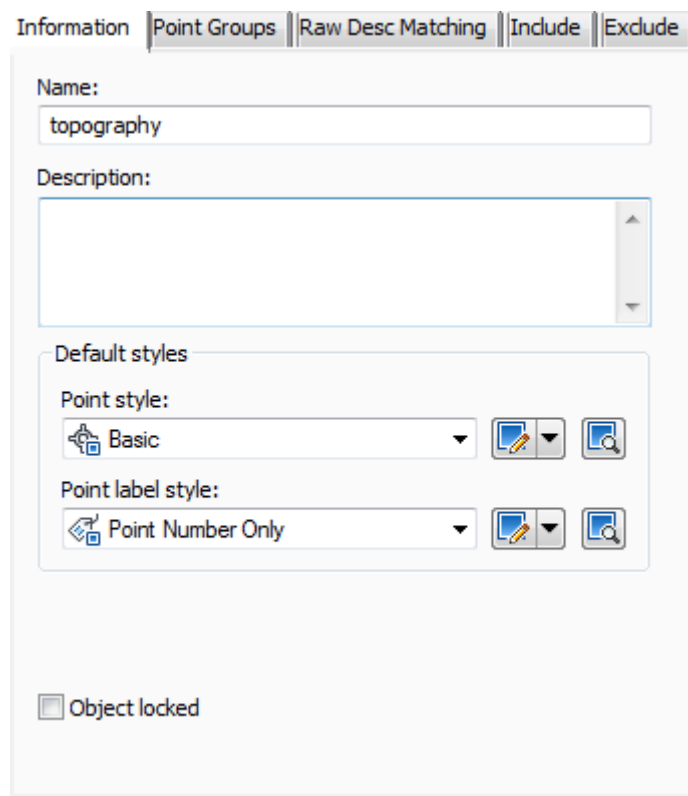 Information Point Groups Raw Desc Matching Include Exclude
Name:
topography
Description:
Default styles
Point style:
Basic
Point label style:
Point Number Only
Object locked